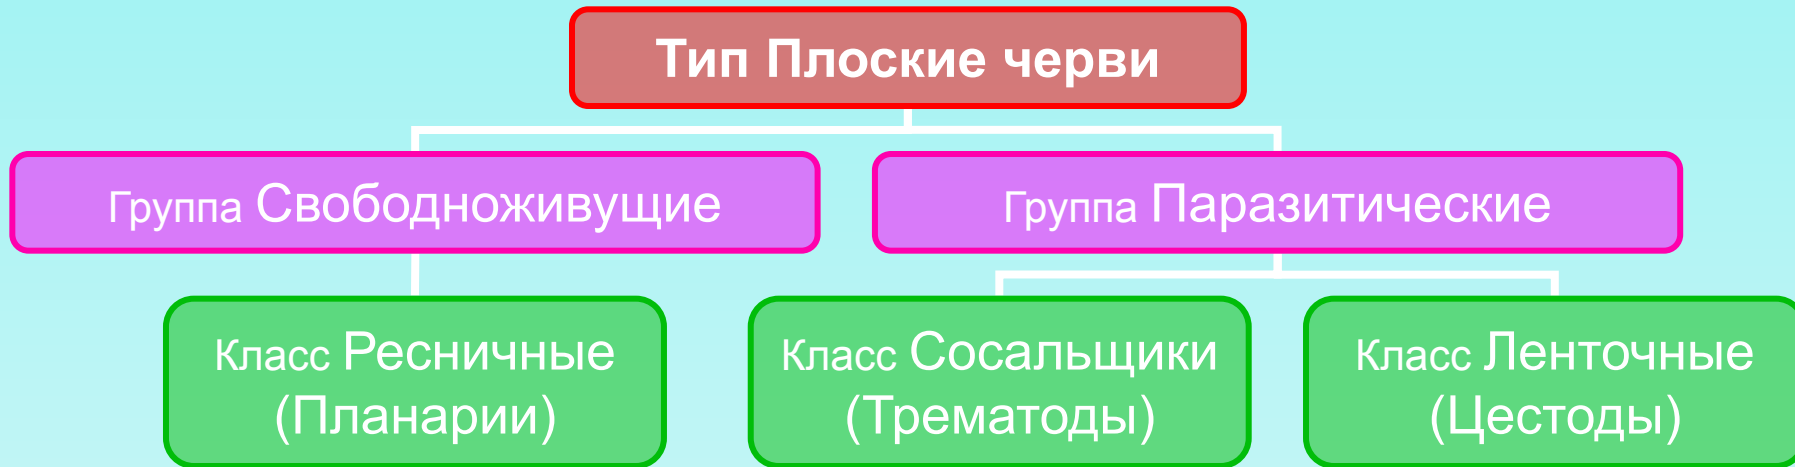 Тип Плоские черви
Группа Свободноживущие
Группа Паразитические
Класс Ресничные
(Планарии)
Класс Сосальщики
(Трематоды)
Класс Ленточные
(Цестоды)